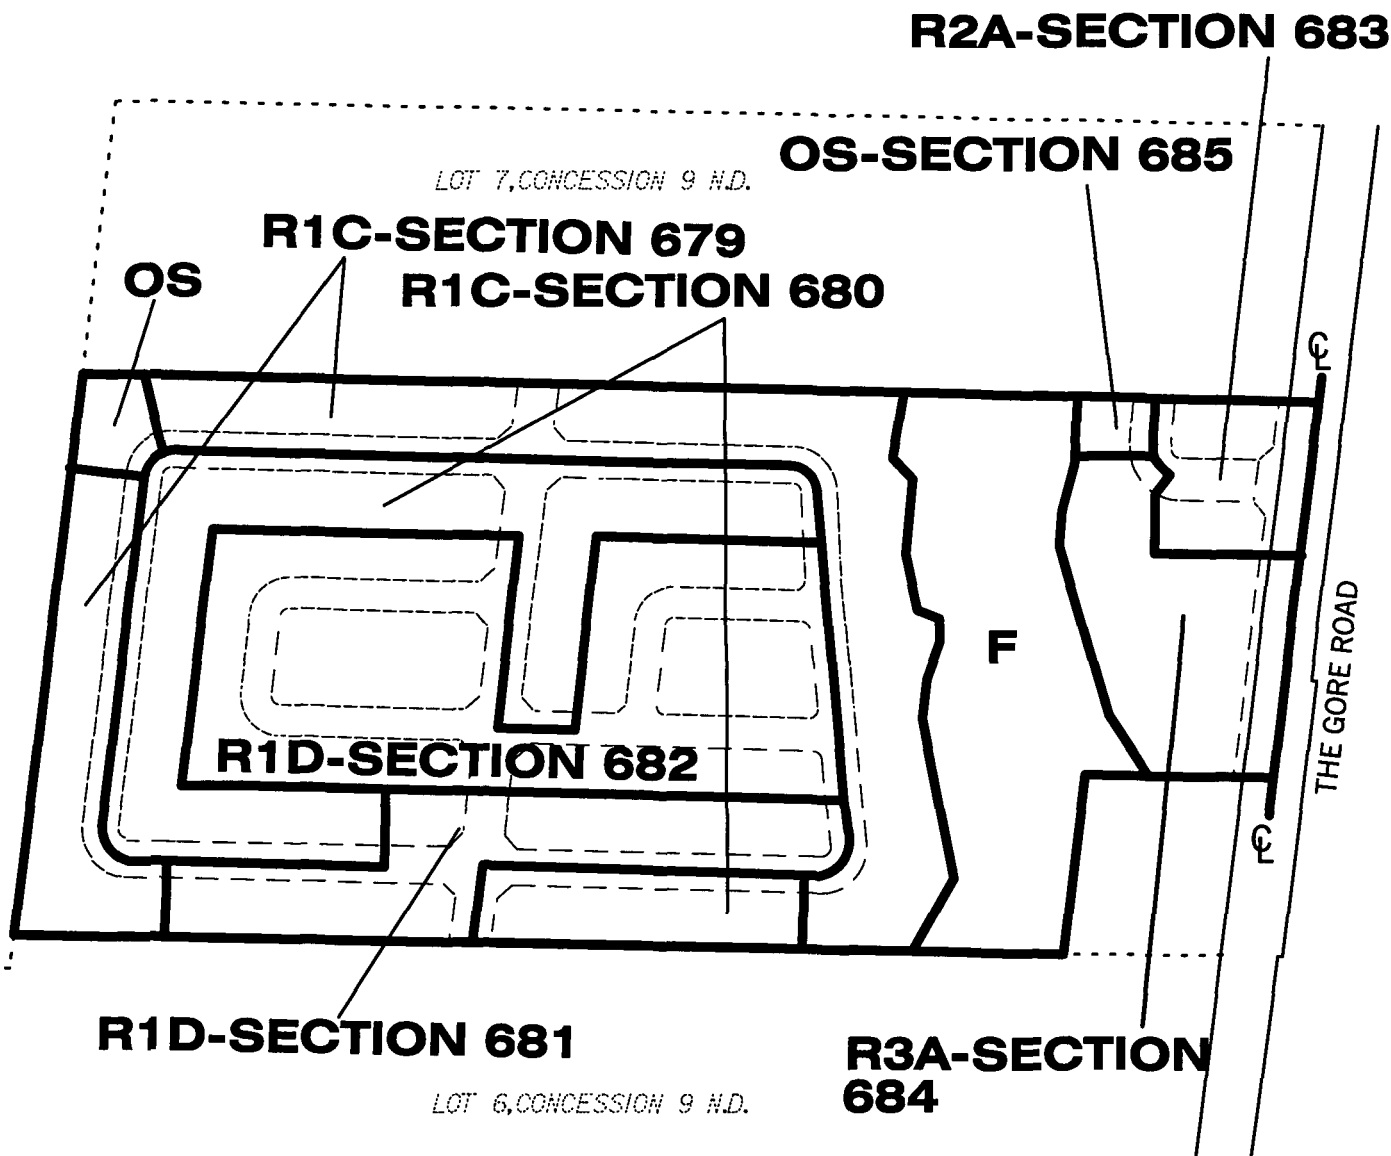 R2A-SECTION 683
OS-SECTION 685
LOT 7, CONCESSION 9 N.D.
R1C-SECTION 679
OS
R1C-SECTION 680
℄
F
THE GORE ROAD
R1D-SECTION 682
℄
R1D-SECTION 681
R3A-SECTION
684
LOT 6, CONCESSION 9 N.D.